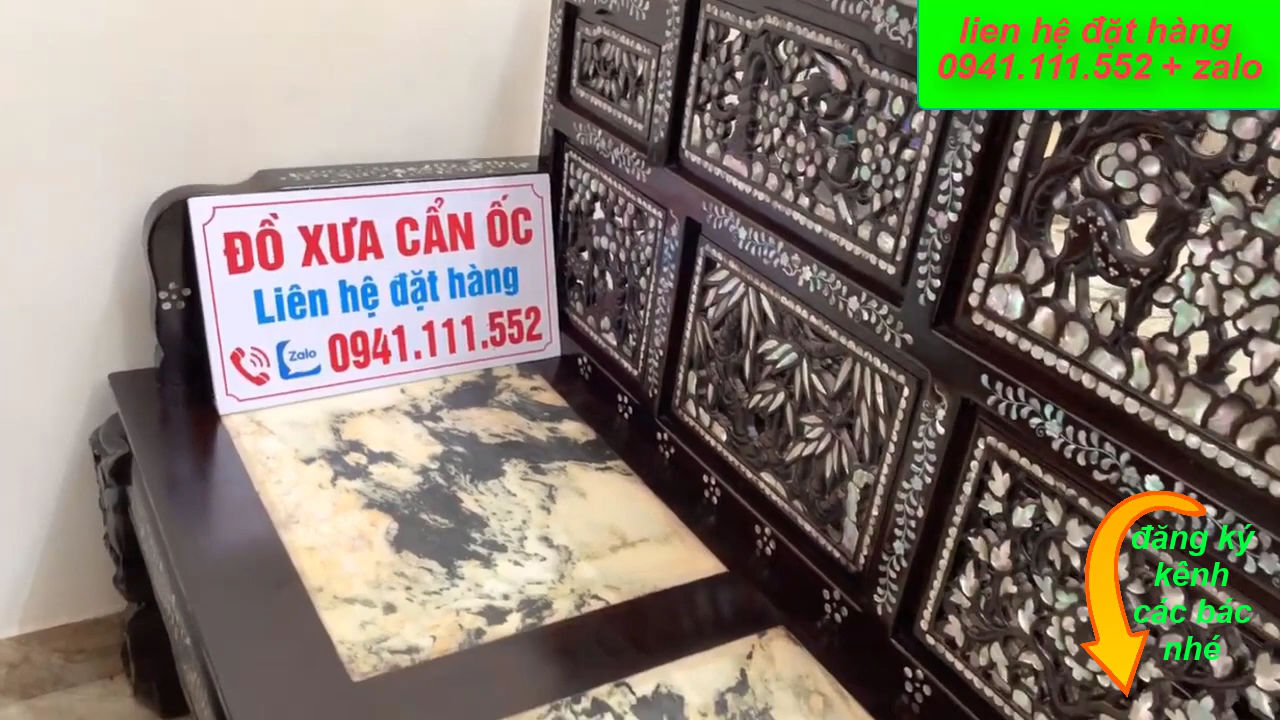 lien hệ đặt hàng
0941.111.552 + zalo
ĐỒ XƯA CẨN ỐC
Liên hệ đặt hàng
Zalo 0941.111.552
đăng ký
kênh
các bác
nhé